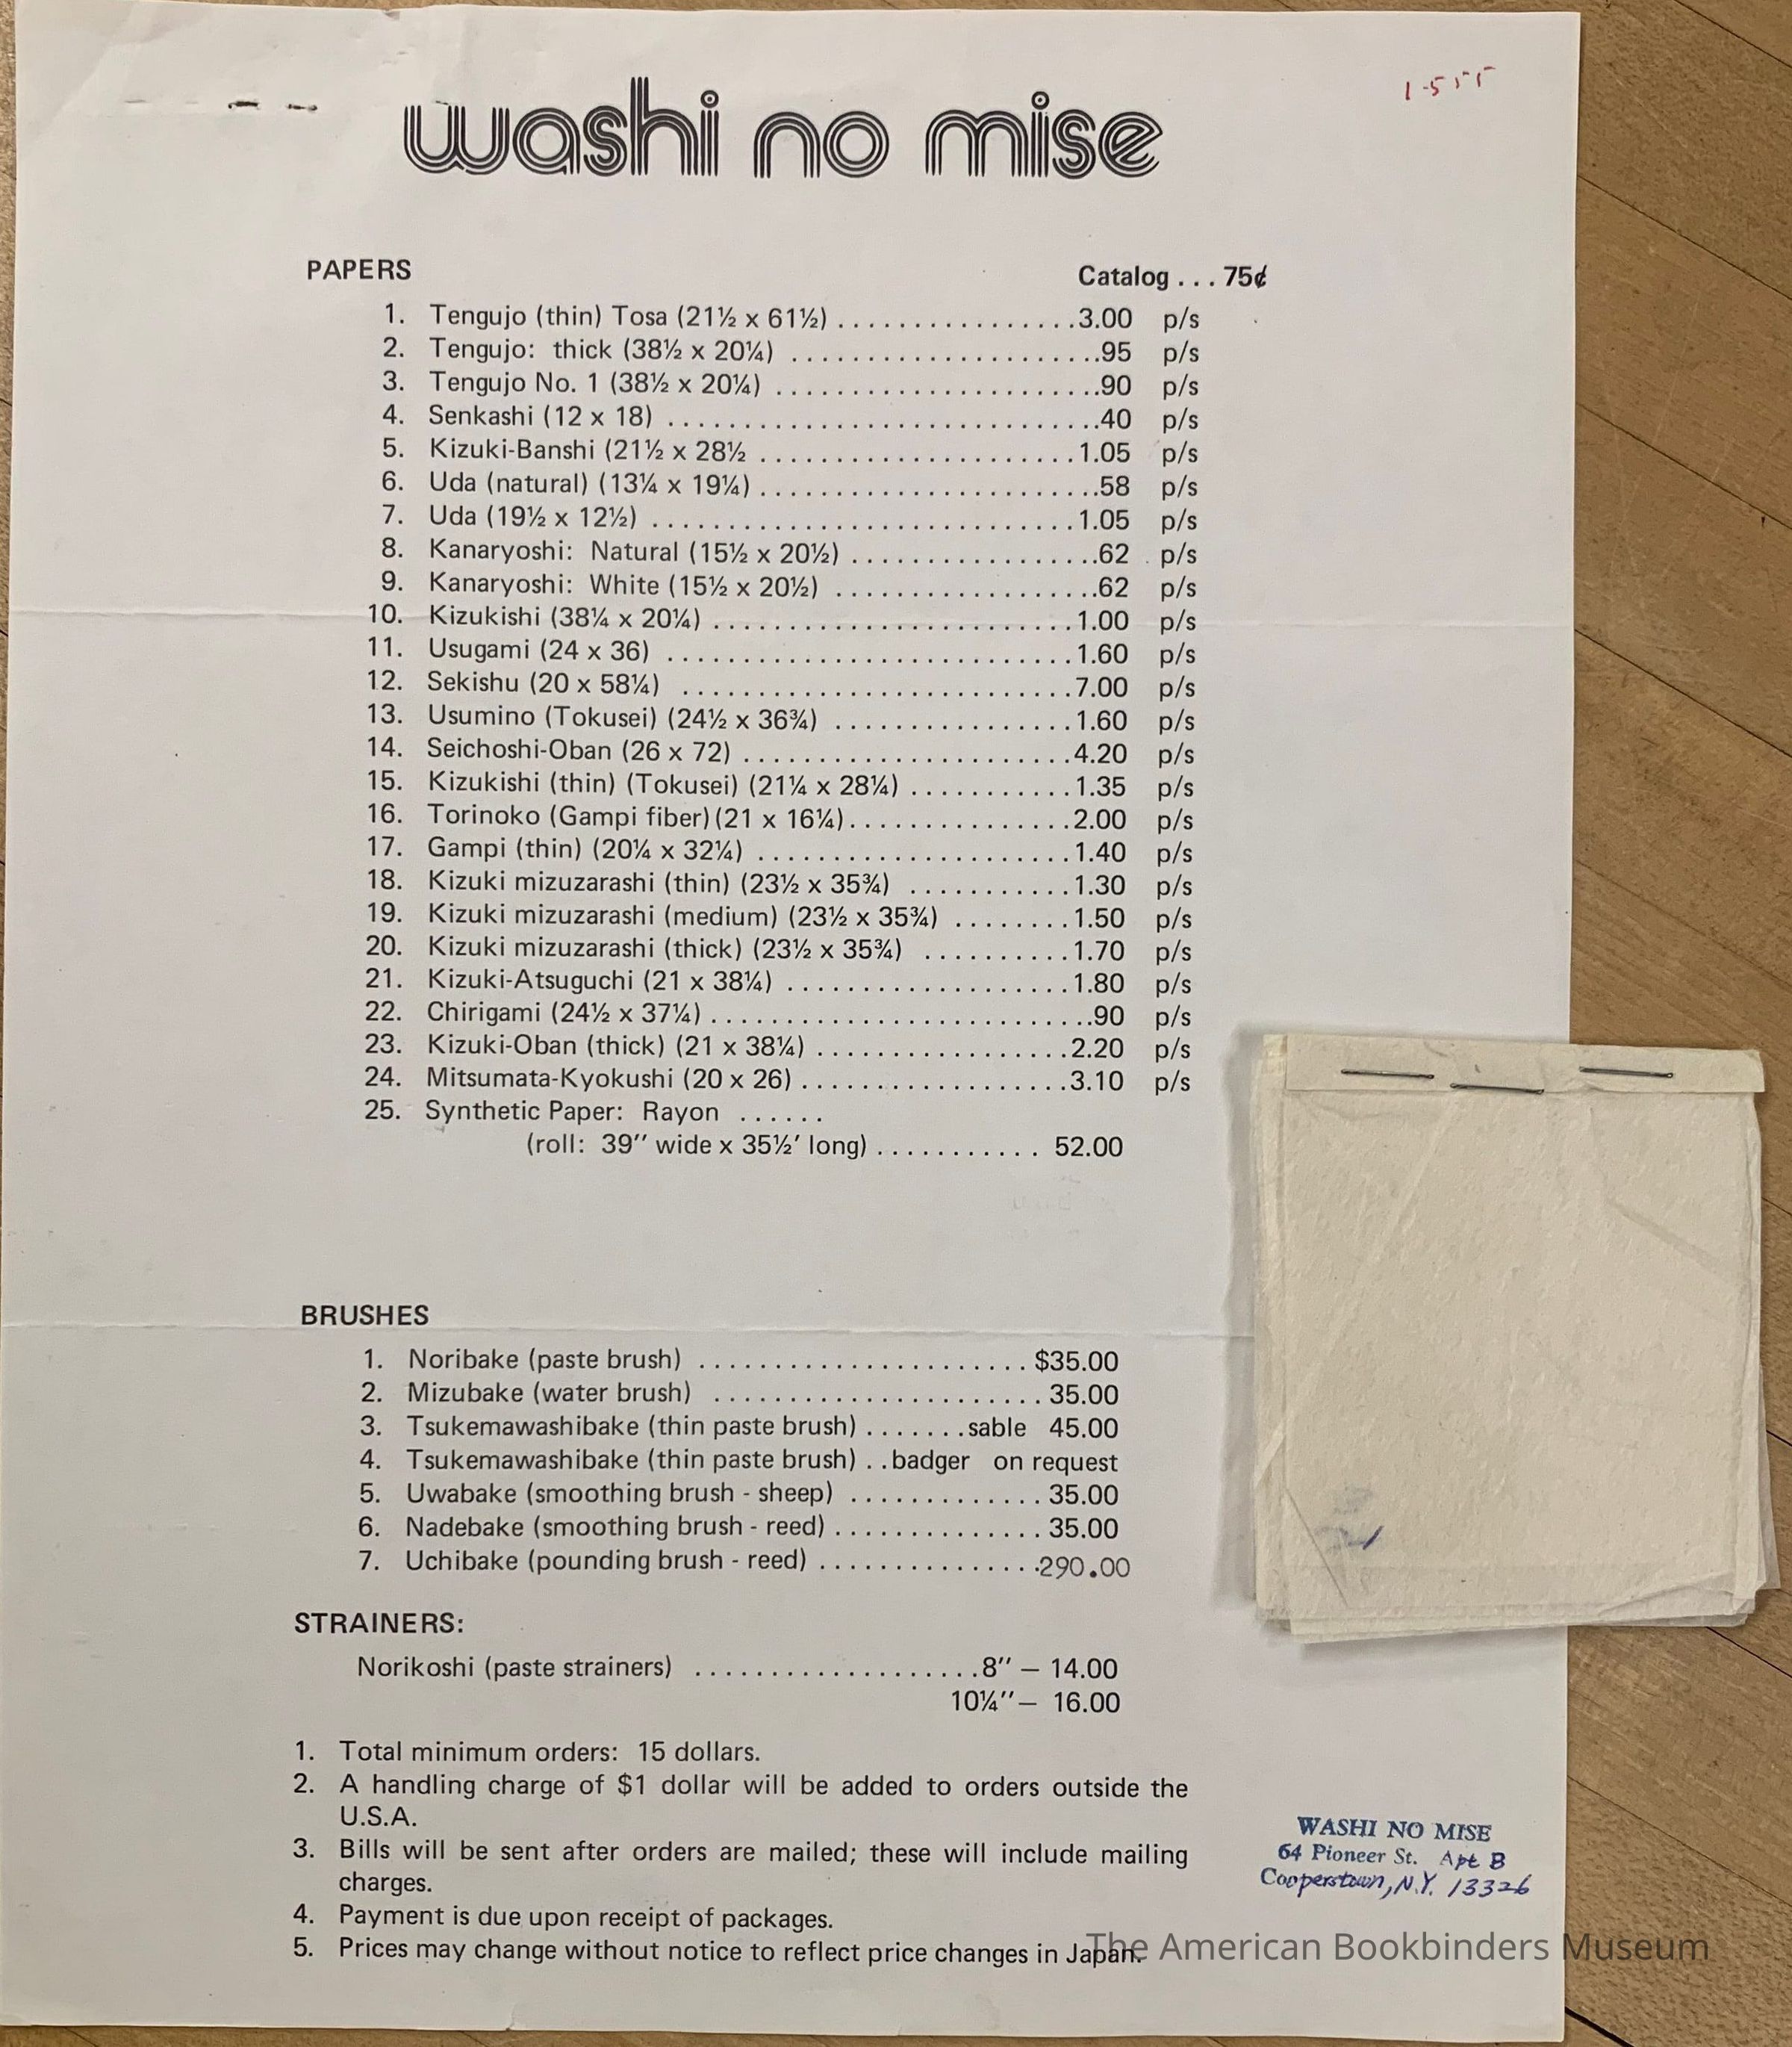 1-555
washi no mise
PAPERS
Catalog . . . 75¢
1. Tengujo (thin) Tosa (21½ x 61½) . . . . . . . . . . . . . . . . 3.00 p/s
2. Tengujo: thick (38½ x 20¼) . . . . . . . . . . . . . . . . . . . . .95 p/s
3. Tengujo No. 1 (38½ x 20¼) . . . . . . . . . . . . . . . . . . . . . .90 p/s
4. Senkashi (12 x 18) . . . . . . . . . . . . . . . . . . . . . . . . . . . . .40 p/s
5. Kizuki-Banshi (21½ x 28½ . . . . . . . . . . . . . . . . . . . . . 1.05 p/s
6. Uda (natural) (13¼ x 19¼) . . . . . . . . . . . . . . . . . . . . . . .58 p/s
7. Uda (19½ x 12½) . . . . . . . . . . . . . . . . . . . . . . . . . . . . 1.05 p/s
8. Kanaryoshi: Natural (15½ x 20½) . . . . . . . . . . . . . . . . .62 p/s
9. Kanaryoshi: White (15½ x 20½) . . . . . . . . . . . . . . . . . .62 p/s
10. Kizukishi (38¼ x 20¼) . . . . . . . . . . . . . . . . . . . . . . . . 1.00 p/s
11. Usugami (24 x 36) . . . . . . . . . . . . . . . . . . . . . . . . . . . 1.60 p/s
12. Sekishu (20 x 58¼) . . . . . . . . . . . . . . . . . . . . . . . . . . 7.00 p/s
13. Usumino (Tokusei) (24½ x 36¾) . . . . . . . . . . . . . . . . 1.60 p/s
14. Seichoshi-Oban (26 x 72) . . . . . . . . . . . . . . . . . . . . . . 4.20 p/s
15. Kizukishi (thin) (Tokusei) (21¼ x 28¼) . . . . . . . . . . . 1.35 p/s
16. Torinoko (Gampi fiber) (21 x 16¼) . . . . . . . . . . . . . . . 2.00 p/s
17. Gampi (thin) (20¼ x 32¼) . . . . . . . . . . . . . . . . . . . . . 1.40 p/s
18. Kizuki mizuzarashi (thin) (23½ x 35¾) . . . . . . . . . . . 1.30 p/s
19. Kizuki mizuzarashi (medium) (23½ x 35¾) . . . . . . . . 1.50 p/s
20. Kizuki mizuzarashi (thick) (23½ x 35¾) . . . . . . . . . . 1.70 p/s
21. Kizuki-Atsuguchi (21 x 38¼) . . . . . . . . . . . . . . . . . . . 1.80 p/s
22. Chirigami (24½ x 37¼) . . . . . . . . . . . . . . . . . . . . . . . . . .90 p/s
23. Kizuki-Oban (thick) (21 x 38¼) . . . . . . . . . . . . . . . . . 2.20 p/s
24. Mitsumata-Kyokushi (20 x 26) . . . . . . . . . . . . . . . . . . 3.10 p/s
25. Synthetic Paper: Rayon . . . . . .
(roll: 39″ wide x 35½′ long) . . . . . . . . . . . 52.00
BRUSHES
1. Noribake (paste brush) . . . . . . . . . . . . . . . . . . . . . . $35.00
2. Mizubake (water brush) . . . . . . . . . . . . . . . . . . . . . . 35.00
3. Tsukemawashibake (thin paste brush) . . . . . . . sable 45.00
4. Tsukemawashibake (thin paste brush) . . badger on request
5. Uwabake (smoothing brush - sheep) . . . . . . . . . . . . . 35.00
6. Nadebake (smoothing brush - reed) . . . . . . . . . . . . . . 35.00
7. Uchibake (pounding brush - reed) . . . . . . . . . . . . . . . 290.00
STRAINERS:
Norikoshi (paste strainers) . . . . . . . . . . . . . . . . . . . 8″ — 14.00
10¼″ — 16.00
1. Total minimum orders: 15 dollars.
2. A handling charge of $1 dollar will be added to orders outside the
U.S.A.
3. Bills will be sent after orders are mailed; these will include mailing
charges.
4. Payment is due upon receipt of packages.
5. Prices may change without notice to reflect price changes in Japan.
WASHI NO MISE
64 Pioneer St. Apt B
Cooperstown, N.Y. 13326
The American Bookbinders Museum